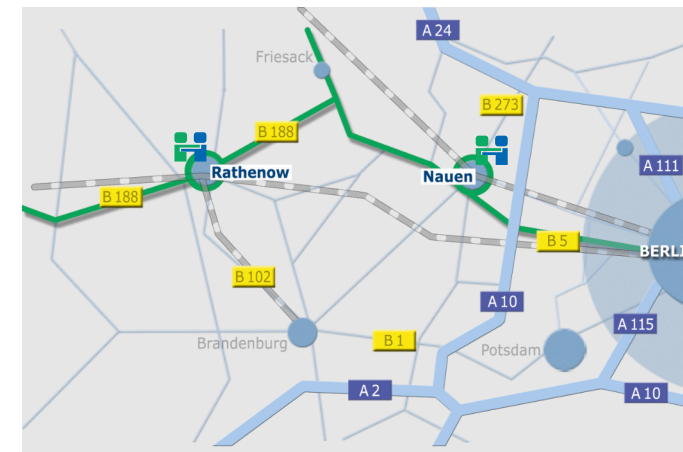 A 24
Friesack
B 273
B 188
A 111
Rathenow
Nauen
B 188
B 5
BERLI
B 102
A 10
A 115
Brandenburg
B 1
Potsdam
A 2
A 10